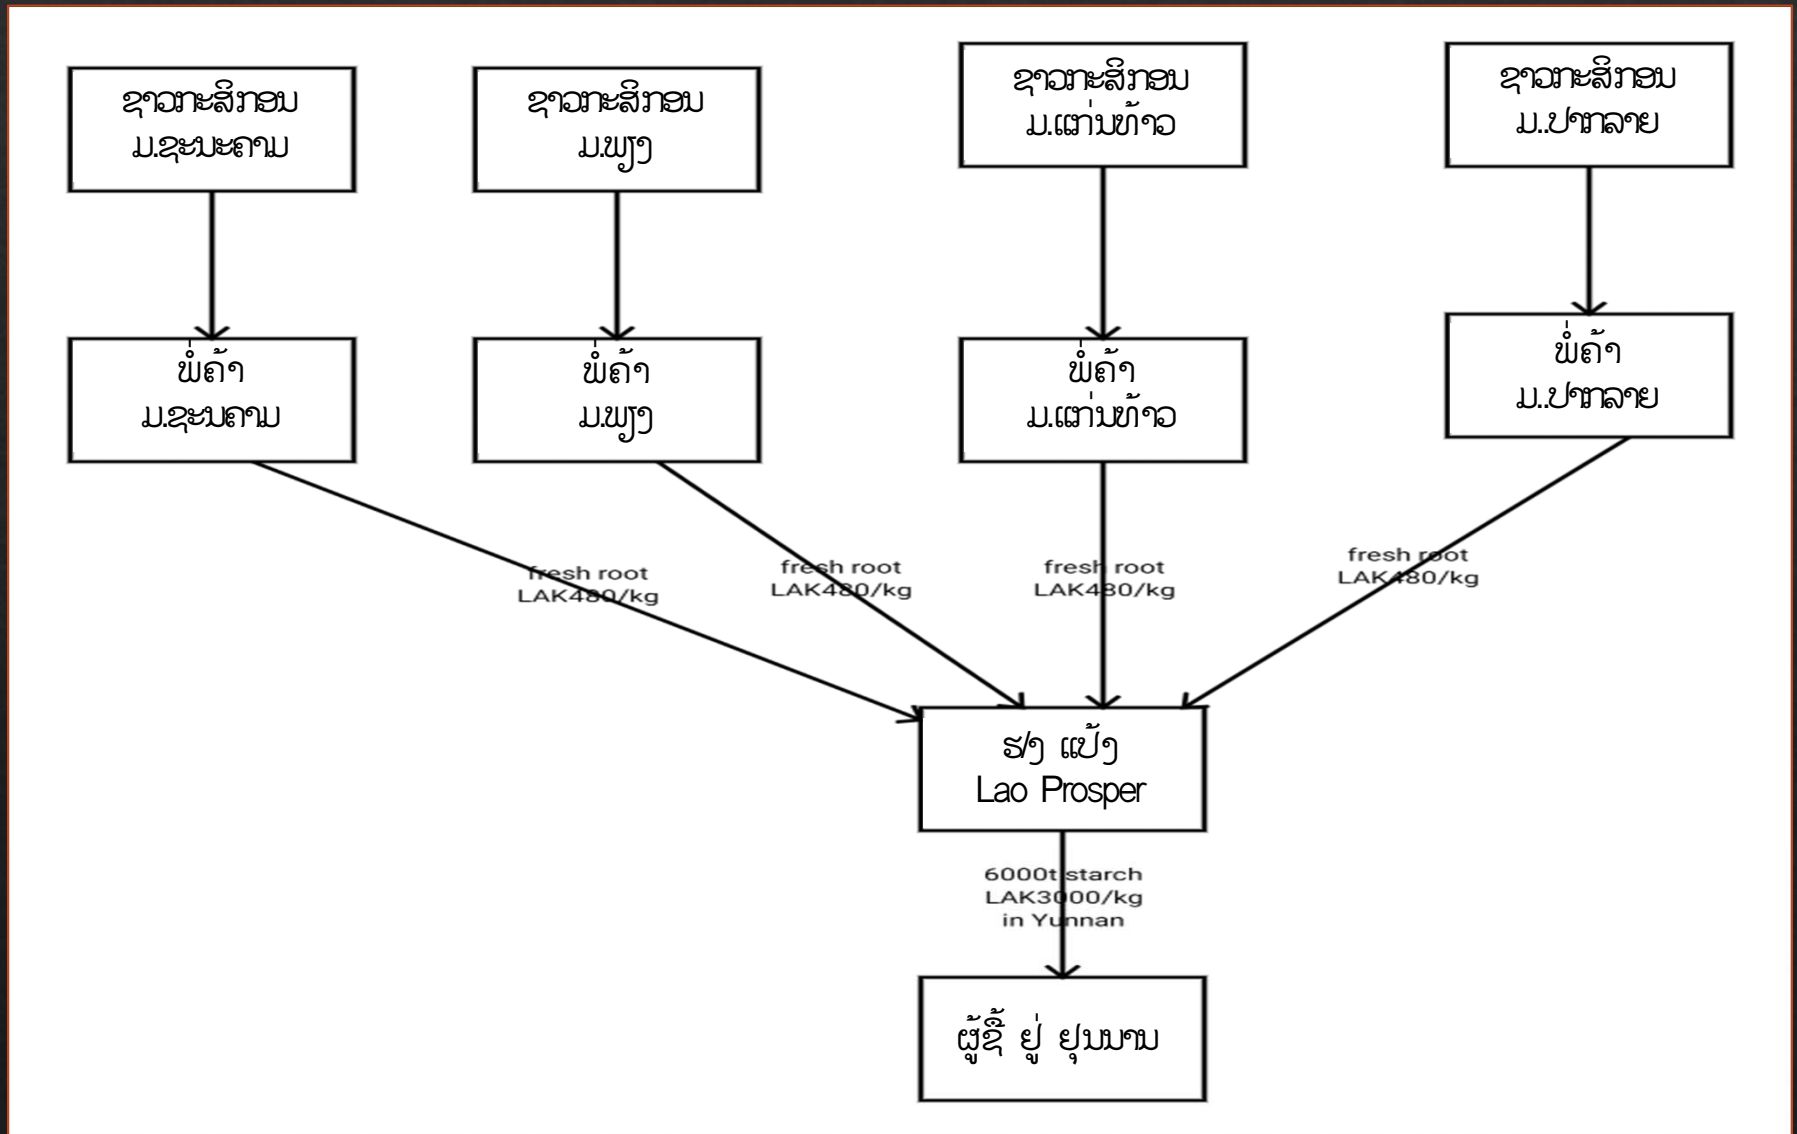 ຊາວກະສິກອນ
ມ.ຊະນະຄາມ
ຊາວກະສິກອນ
ມ.ພຽງ
ຊາວກະສິກອນ
ມ.ແກ່ນທ້າວ
ຊາວກະສິກອນ
ມ..ປາກລາຍ
ພໍ່ຄ້າ
ມ.ຊະນຄາມ
ພໍ່ຄ້າ
ມ.ພຽງ
ພໍ່ຄ້າ
ມ.ແກ່ນທ້າວ
ພໍ່ຄ້າ
ມ..ປາກລາຍ
fresh root
LAK480/kg
fresh root
LAK480/kg
fresh root
LAK480/kg
fresh root
LAK480/kg
ຮ/ງ ແປ້ງ
Lao Prosper
6000t starch
LAK3000/kg
in Yunnan
ຜູ້ຊື້ ຢູ່ ຢຸນນານ